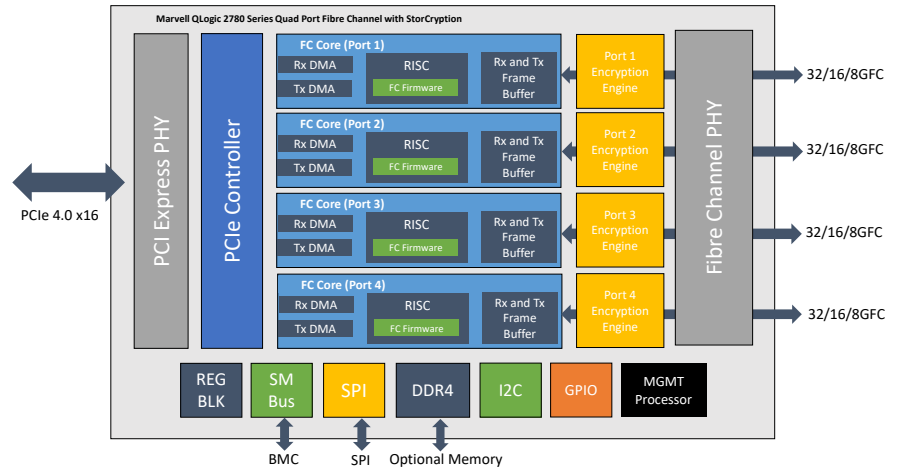 Marvell QLogic 2780 Series Quad Port Fibre Channel with StorCryption
PCIe 4.0 x16
PCI Express PHY
PCIe Controller
FC Core (Port 1)
Rx DMA
Tx DMA
RISC
FC Firmware
Rx and Tx
Frame
Buffer
Port 1
Encryption
Engine
32/16/8GFC
FC Core (Port 2)
Rx DMA
Tx DMA
RISC
FC Firmware
Rx and Tx
Frame
Buffer
Port 2
Encryption
Engine
32/16/8GFC
FC Core (Port 3)
Rx DMA
Tx DMA
RISC
FC Firmware
Rx and Tx
Frame
Buffer
Port 3
Encryption
Engine
32/16/8GFC
FC Core (Port 4)
Rx DMA
Tx DMA
RISC
FC Firmware
Rx and Tx
Frame
Buffer
Port 4
Encryption
Engine
32/16/8GFC
Fibre Channel PHY
REG
BLK
SM
Bus
SPI
DDR4
I2C
GPIO
MGMT
Processor
BMC
SPI
Optional Memory